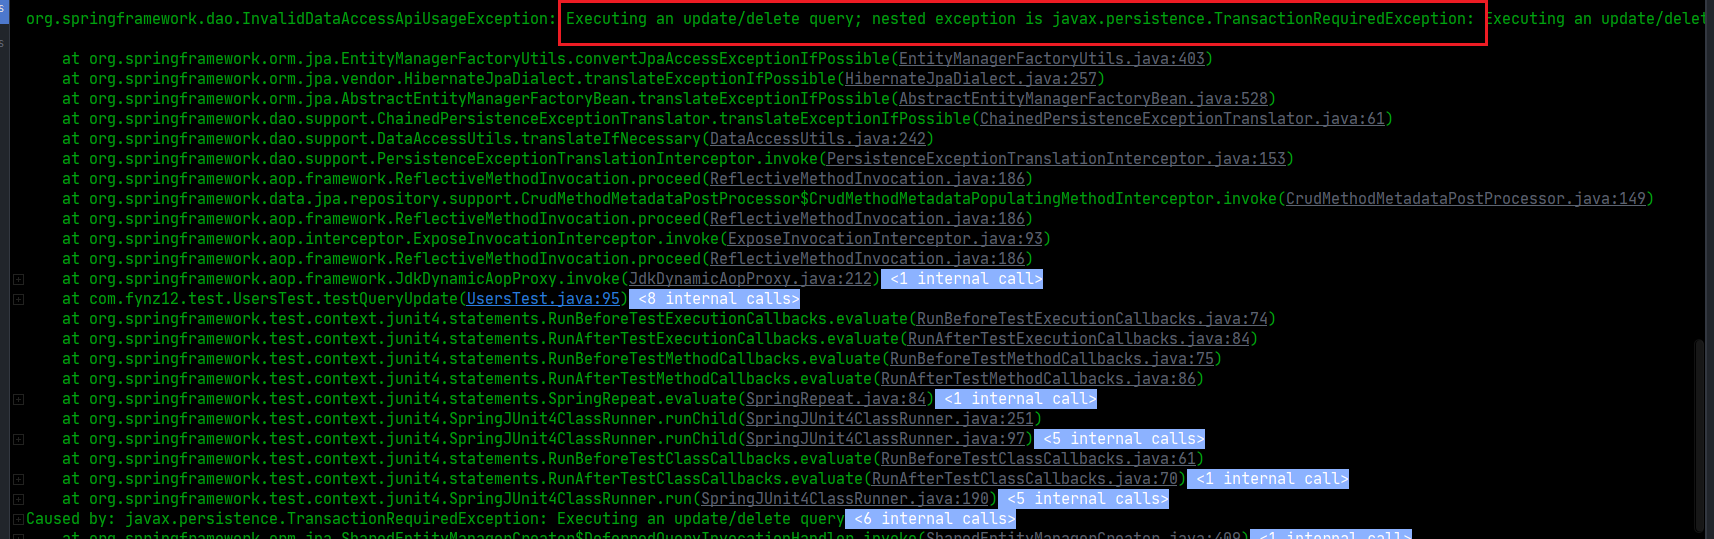 s
org.springframework.dao.InvalidDataAccessApiUsageException: Executing an update/delete query; nested exception is javax.persistence.TransactionRequiredException: Executing an update/delet
s
at org.springframework.orm.jpa.EntityManagerFactoryUtils.convertJpaAccessExceptionIfPossible(EntityManagerFactoryUtils.java:403)
at org.springframework.orm.jpa.vendor.HibernateJpaDialect.translateExceptionIfPossible(HibernateJpaDialect.java:257)
at org.springframework.orm.jpa.AbstractEntityManagerFactoryBean.translateExceptionIfPossible(AbstractEntityManagerFactoryBean.java:528)
at org.springframework.dao.support.ChainedPersistenceExceptionTranslator.translateExceptionIfPossible(ChainedPersistenceExceptionTranslator.java:61)
at org.springframework.dao.support.DataAccessUtils.translateIfNecessary(DataAccessUtils.java:242)
at org.springframework.dao.support.PersistenceExceptionTranslationInterceptor.invoke(PersistenceExceptionTranslationInterceptor.java:153)
at org.springframework.aop.framework.ReflectiveMethodInvocation.proceed(ReflectiveMethodInvocation.java:186)
at org.springframework.data.jpa.repository.support.CrudMethodMetadataPostProcessor$CrudMethodMetadataPopulatingMethodInterceptor.invoke(CrudMethodMetadataPostProcessor.java:149)
at org.springframework.aop.framework.ReflectiveMethodInvocation.proceed(ReflectiveMethodInvocation.java:186)
at org.springframework.aop.interceptor.ExposeInvocationInterceptor.invoke(ExposeInvocationInterceptor.java:93)
at org.springframework.aop.framework.ReflectiveMethodInvocation.proceed(ReflectiveMethodInvocation.java:186)
at org.springframework.aop.framework.JdkDynamicAopProxy.invoke(JdkDynamicAopProxy.java:212) <1 internal call>
at com.fynz12.test.UsersTest.testQueryUpdate(UsersTest.java:95) <8 internal calls>
at org.springframework.test.context.junit4.statements.RunBeforeTestExecutionCallbacks.evaluate(RunBeforeTestExecutionCallbacks.java:74)
at org.springframework.test.context.junit4.statements.RunAfterTestExecutionCallbacks.evaluate(RunAfterTestExecutionCallbacks.java:84)
at org.springframework.test.context.junit4.statements.RunBeforeTestMethodCallbacks.evaluate(RunBeforeTestMethodCallbacks.java:75)
at org.springframework.test.context.junit4.statements.RunAfterTestMethodCallbacks.evaluate(RunAfterTestMethodCallbacks.java:86)
at org.springframework.test.context.junit4.statements.SpringRepeat.evaluate(SpringRepeat.java:84) <1 internal call>
at org.springframework.test.context.junit4.SpringJUnit4ClassRunner.runChild(SpringJUnit4ClassRunner.java:251)
at org.springframework.test.context.junit4.SpringJUnit4ClassRunner.runChild(SpringJUnit4ClassRunner.java:97) <5 internal calls>
at org.springframework.test.context.junit4.statements.RunBeforeTestClassCallbacks.evaluate(RunBeforeTestClassCallbacks.java:61)
at org.springframework.test.context.junit4.statements.RunAfterTestClassCallbacks.evaluate(RunAfterTestClassCallbacks.java:70) <1 internal call>
at org.springframework.test.context.junit4.SpringJUnit4ClassRunner.run(SpringJUnit4ClassRunner.java:190) <5 internal calls>
Caused by: javax.persistence.TransactionRequiredException: Executing an update/delete query <6 internal calls>
at org.springframework.orm.jpa.SharedEntityManagerCreator$DeferredQueryInvocationHandler.invoke(SharedEntityManagerCreator.java:409) <1 internal call>